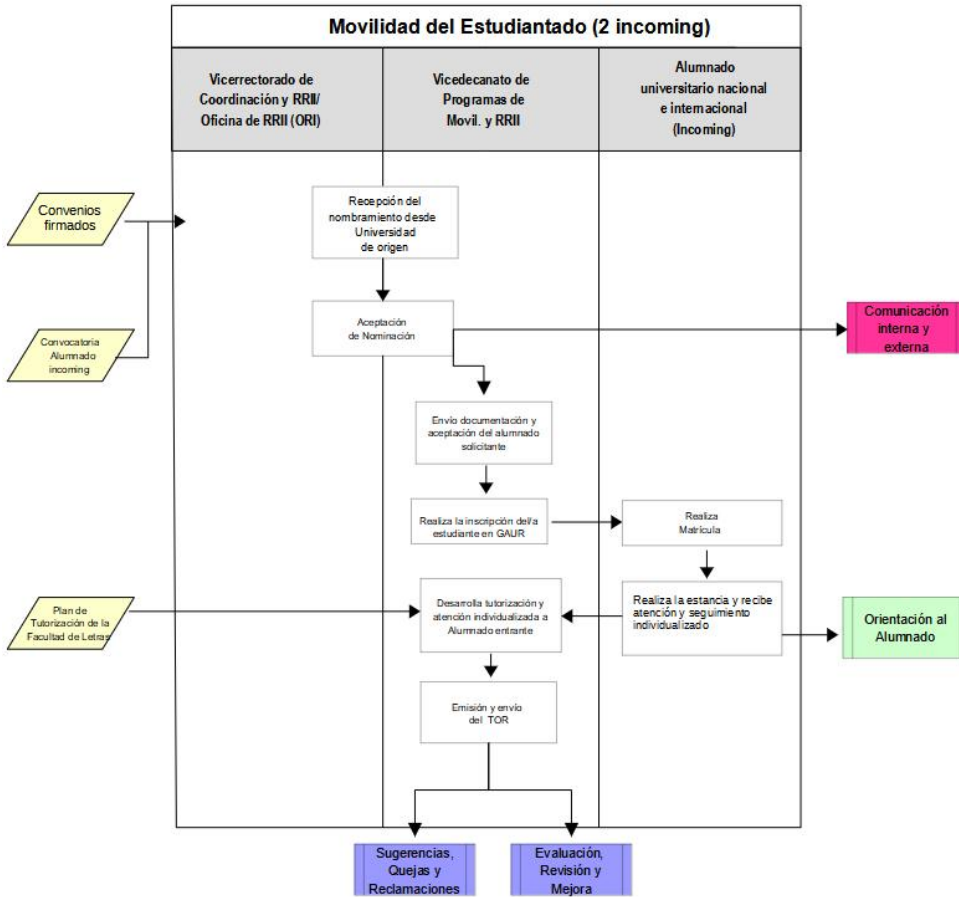 Movilidad del Estudiantado (2 incoming)
Vicerrectorado de
Coordinación y RRII/
Oficina de RRII (ORI)
Vicedecanato de
Programas de
Movil. y RRII
Alumnado
universitario nacional
e internacional
(Incoming)
Convenios
firmados
Recepción del
nombramiento desde
Universidad
de origen
Convocatoria
Alumnado
incoming
Aceptación
de Nominación
Comunicación
interna y
externa
Envío documentación y
aceptación del alumnado
solicitante
Realiza la inscripción del/a
estudiante en GAUR
Realiza
Matrícula
Plan de
Tutorización de la
Facultad de Letras
Desarrolla tutorización y
atención individualizada a
Alumnado entrante
Realiza la estancia y recibe
atención y seguimiento
individualizado
Orientación al
Alumnado
Emisión y envío
del TOR
Sugerencias,
Quejas y
Reclamaciones
Evaluación,
Revisión y
Mejora